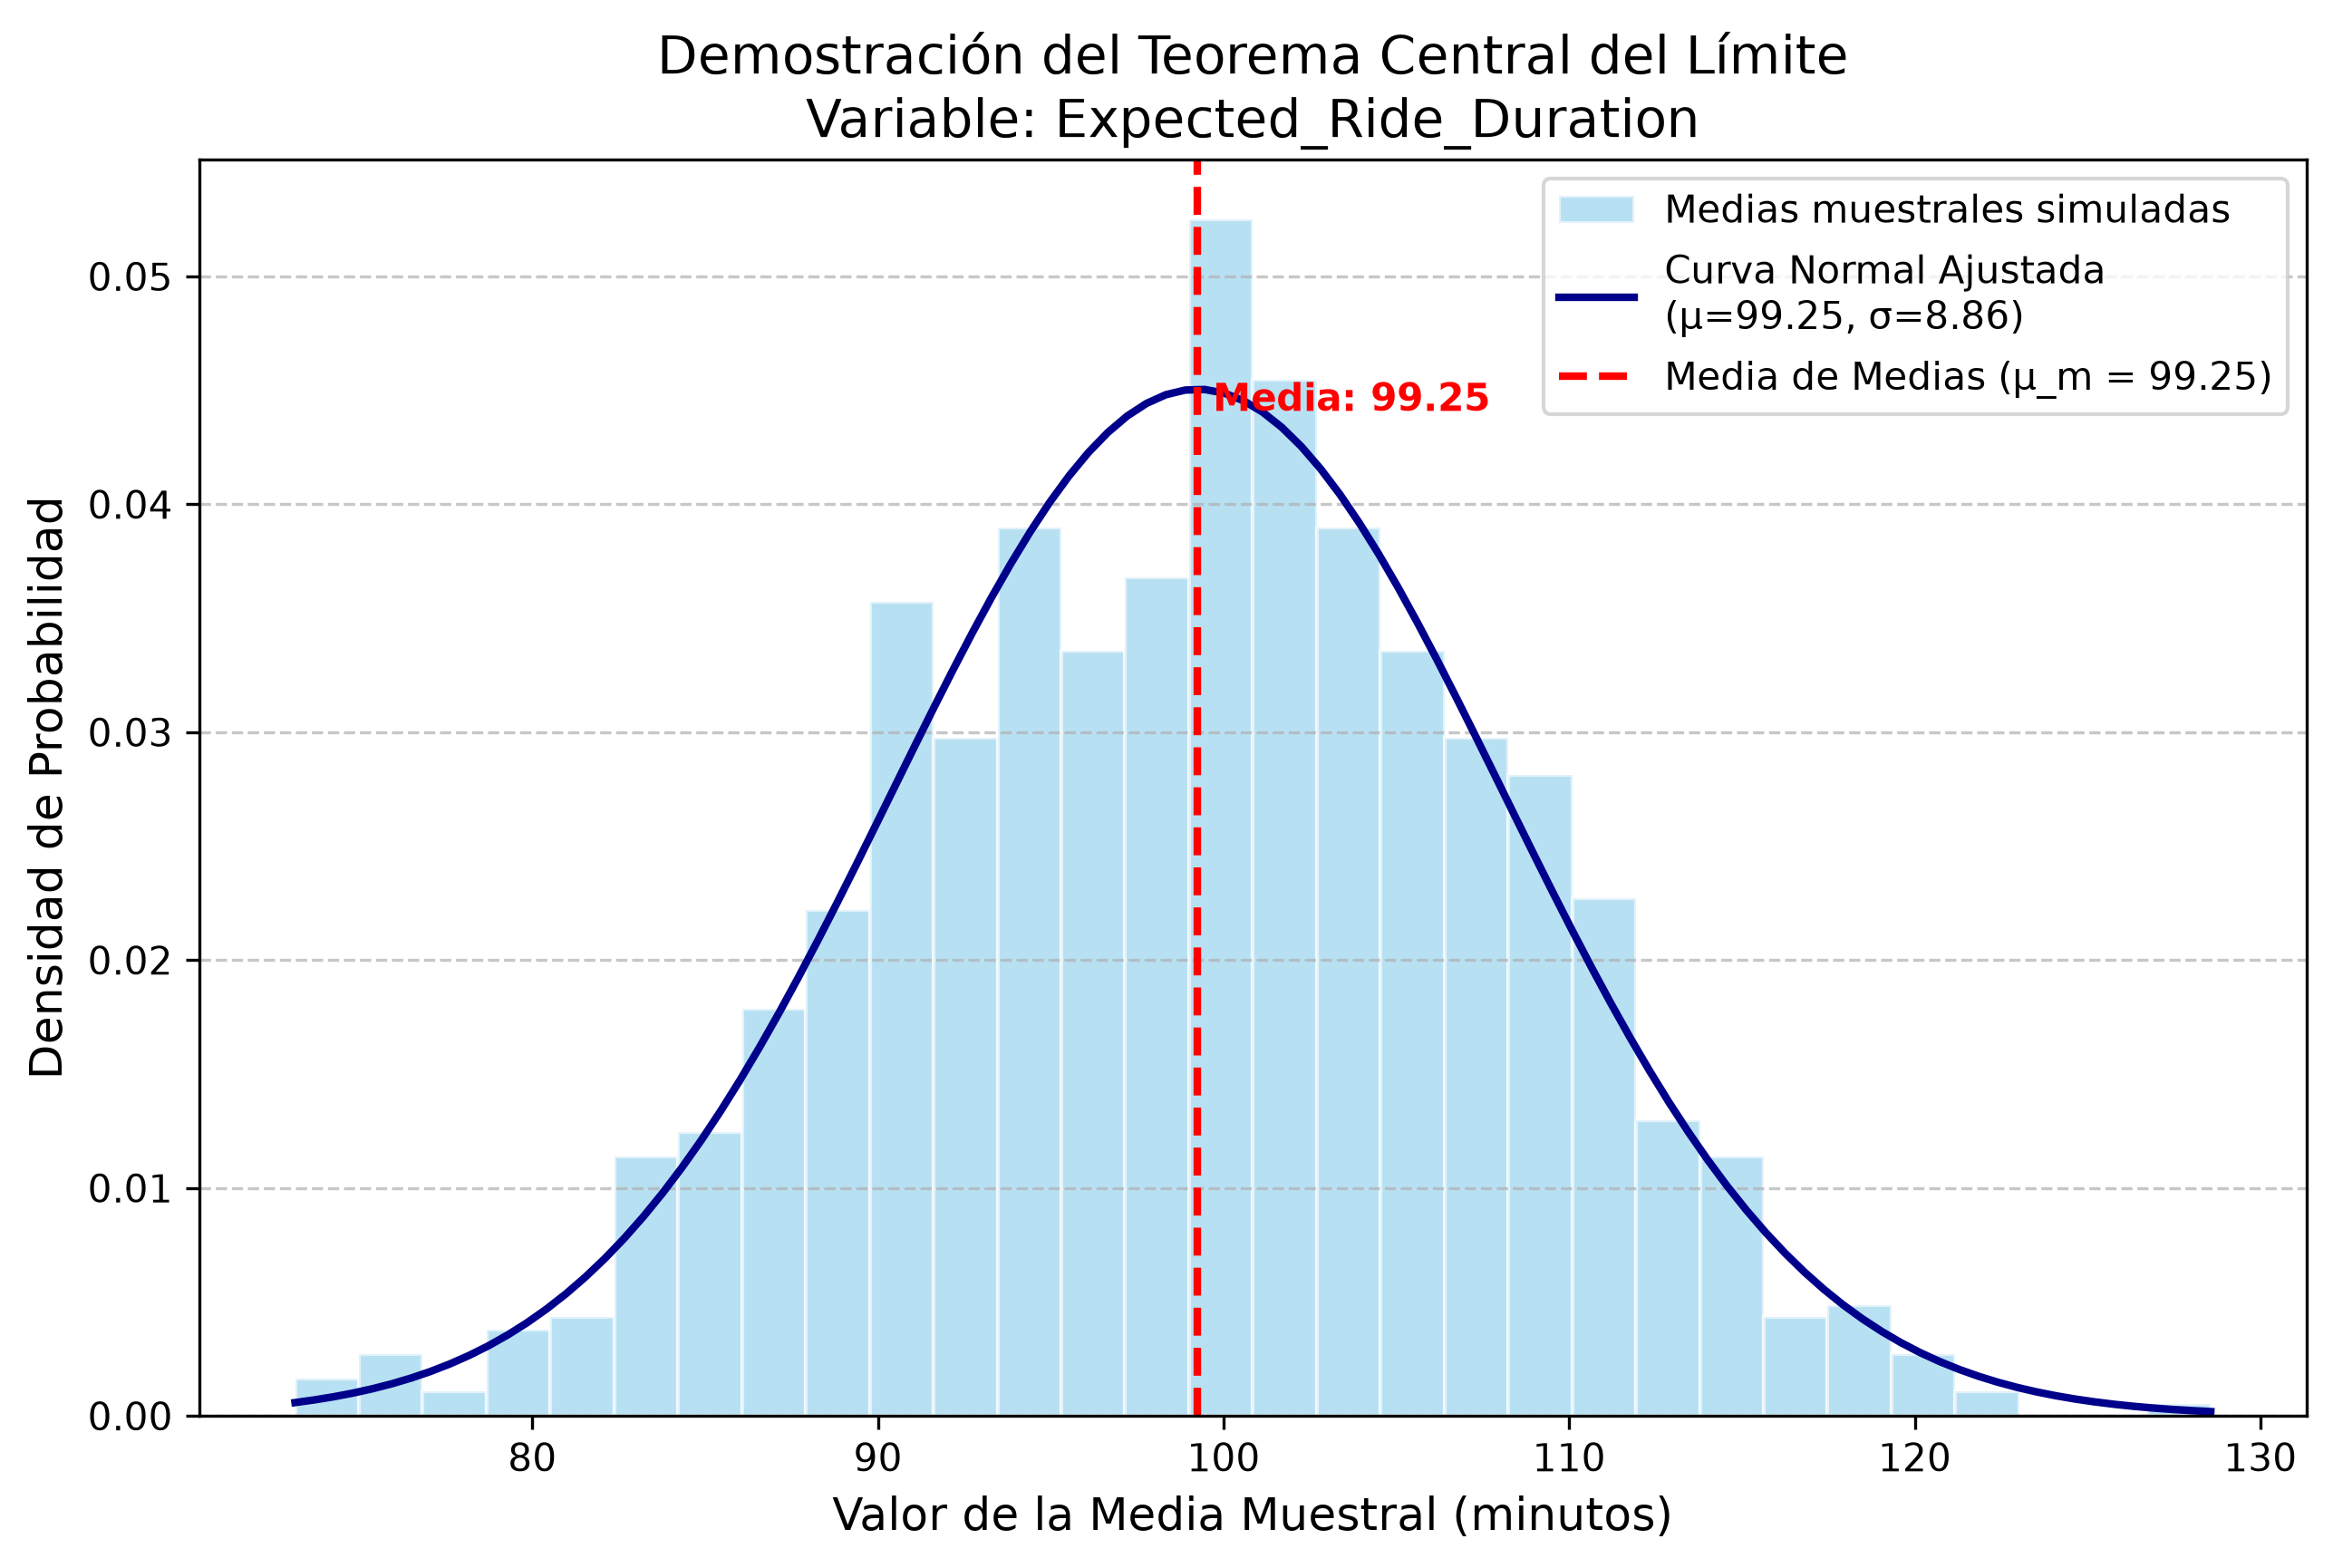 Demostración del Teorema Central del Límite
Variable: Expected_Ride_Duration
Medias muestrales simuladas
Curva Normal Ajustada
(μ=99.25, σ=8.86)
Media de Medias (μ_m = 99.25)
Media: 99.25
Densidad de Probabilidad
0.05
0.04
0.03
0.02
0.01
0.00
80 90 100 110 120 130
Valor de la Media Muestral (minutos)